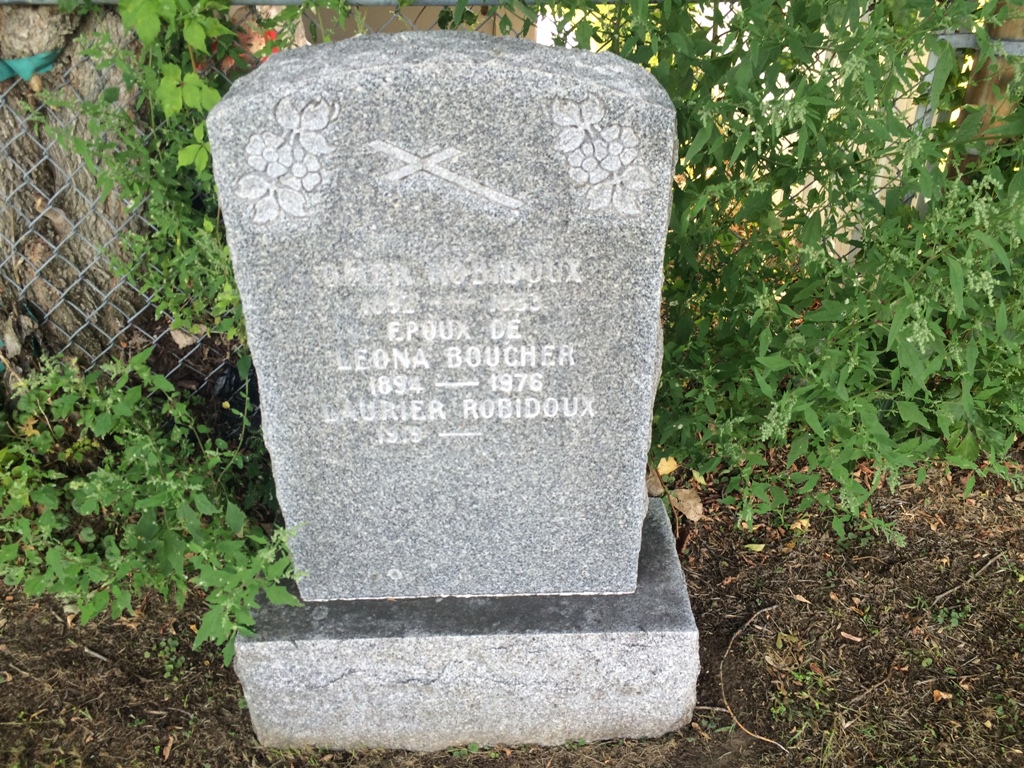 ROBIDOUX
EPOUX DE
LEONA BOUCHER
1894 — 1976
LAURIER ROBIDOUX